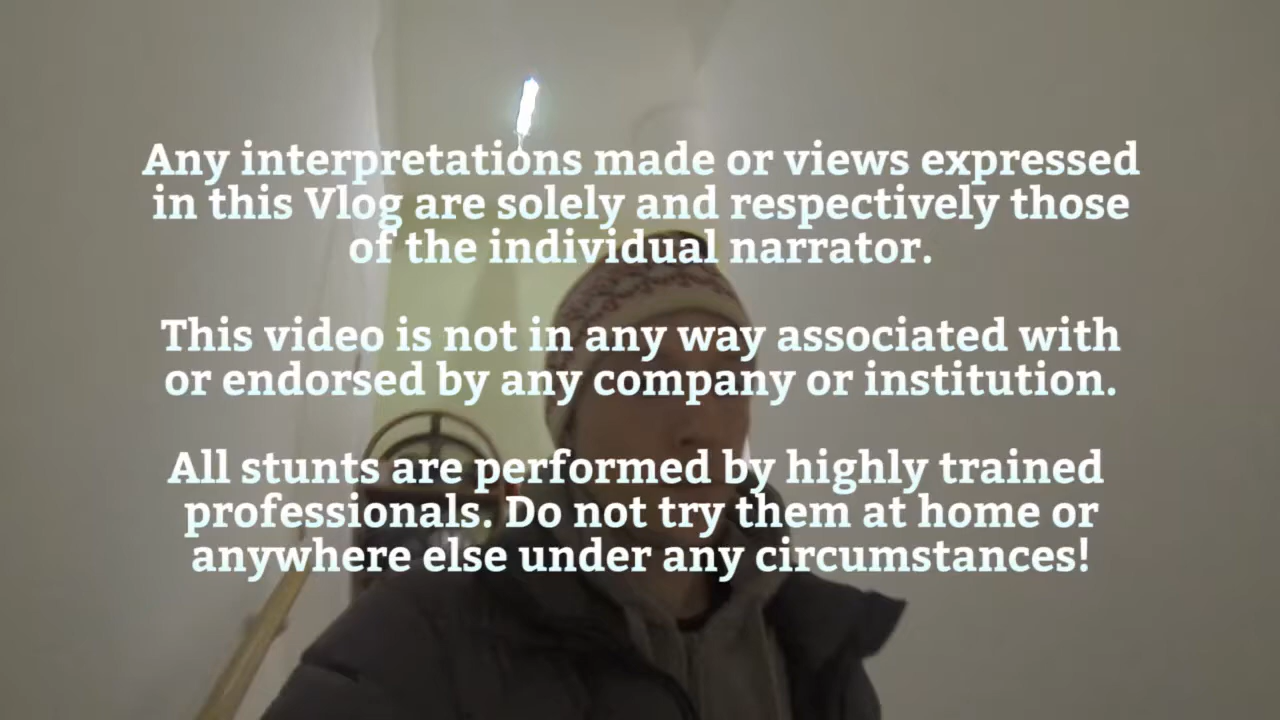 Any interpretations made or views expressed
in this Vlog are solely and respectively those
of the individual narrator.
This video is not in any way associated with
or endorsed by any company or institution.
All stunts are performed by highly trained
professionals. Do not try them at home or
anywhere else under any circumstances!